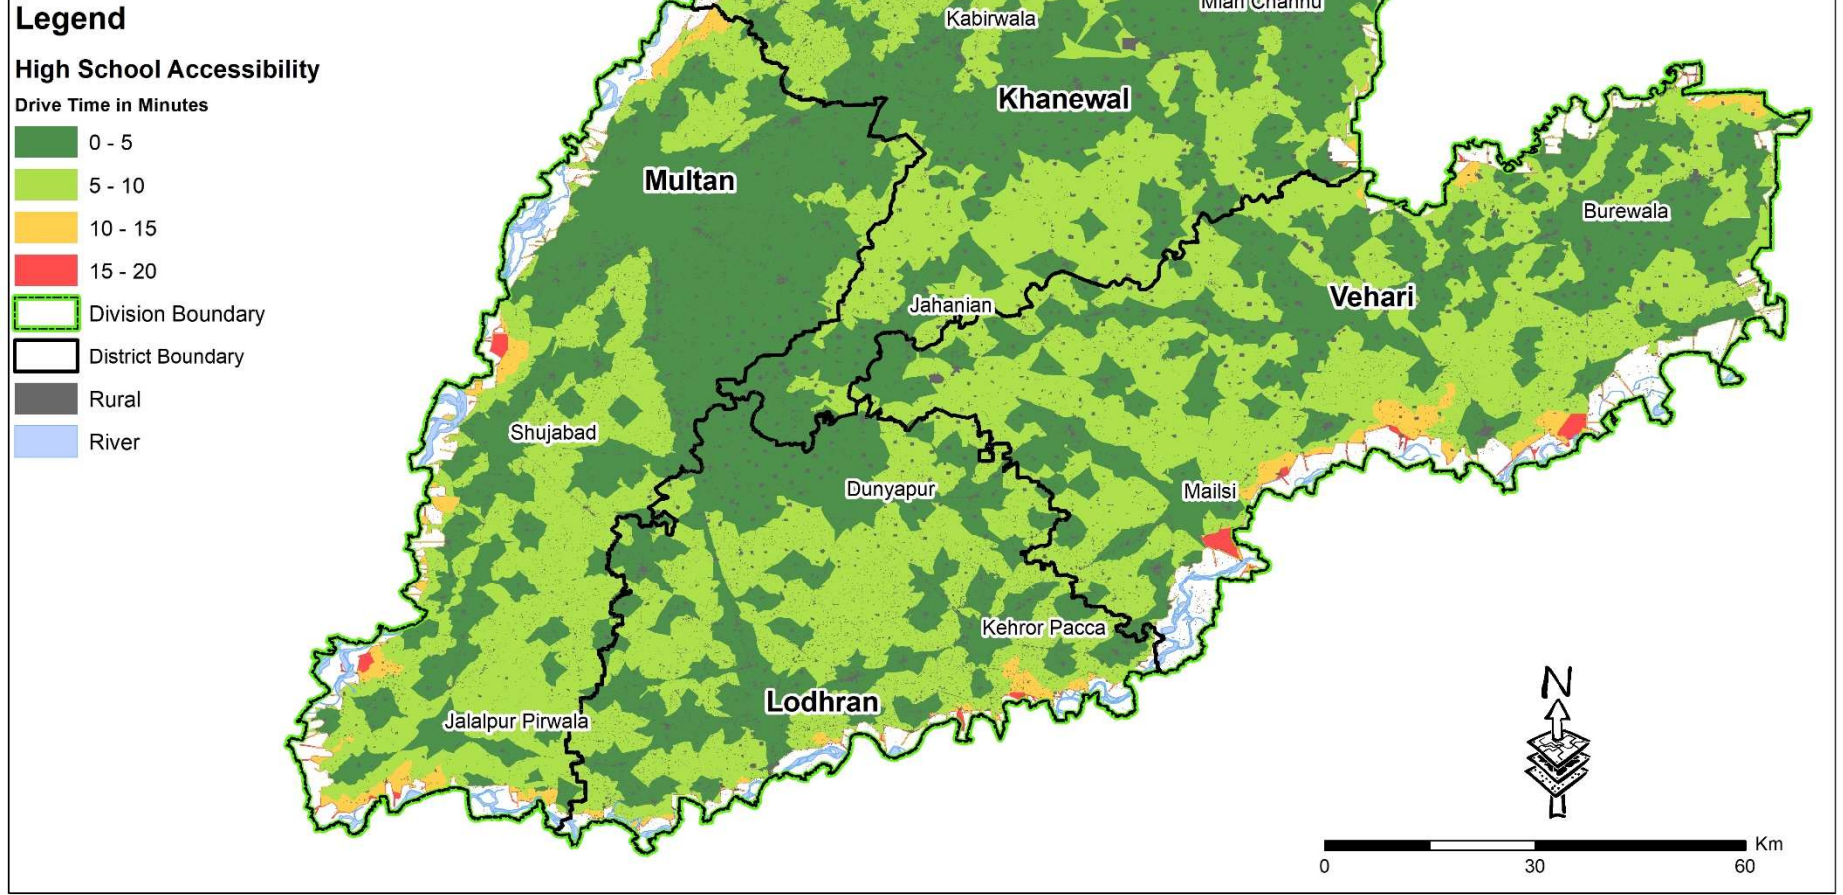 Legend
High School Accessibility
Drive Time in Minutes
0 - 5
5 - 10
10 - 15
15 - 20
Division Boundary
District Boundary
Rural
River
Mian Channu
Kabirwala
Khanewal
Multan
Burewala
Vehari
Jahanian
Shujabad
Dunyapur
Mailsi
Kehror Pacca
Lodhran
Jalalpur Pirwala
N
Km
0 30 60